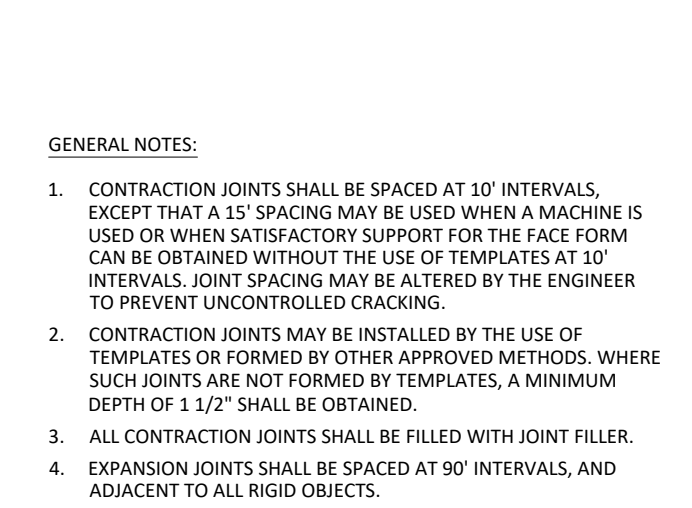 GENERAL NOTES:
1. CONTRACTION JOINTS SHALL BE SPACED AT 10' INTERVALS,
EXCEPT THAT A 15' SPACING MAY BE USED WHEN A MACHINE IS
USED OR WHEN SATISFACTORY SUPPORT FOR THE FACE FORM
CAN BE OBTAINED WITHOUT THE USE OF TEMPLATES AT 10'
INTERVALS. JOINT SPACING MAY BE ALTERED BY THE ENGINEER
TO PREVENT UNCONTROLLED CRACKING.
2. CONTRACTION JOINTS MAY BE INSTALLED BY THE USE OF
TEMPLATES OR FORMED BY OTHER APPROVED METHODS. WHERE
SUCH JOINTS ARE NOT FORMED BY TEMPLATES, A MINIMUM
DEPTH OF 1 1/2" SHALL BE OBTAINED.
3. ALL CONTRACTION JOINTS SHALL BE FILLED WITH JOINT FILLER.
4. EXPANSION JOINTS SHALL BE SPACED AT 90' INTERVALS, AND
ADJACENT TO ALL RIGID OBJECTS.